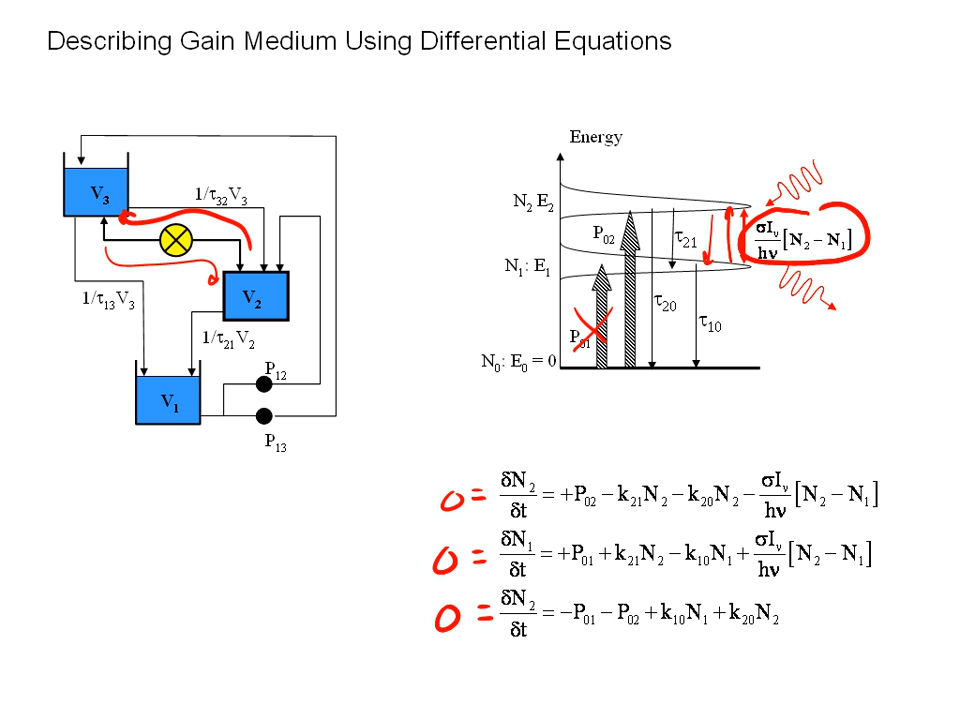 Describing Gain Medium Using Differential Equations
V₃
1/τ₃₂V₃
V₂
1/τ₁₃V₃
1/τ₂₁V₂
V₁
P₁₂
P₁₃
Energy
N₂ E₂
P₀₂
τ₂₁
σIᵥ/hν [N₂ − N₁]
N₁: E₁
τ₂₀
τ₁₀
P₀₁
N₀: E₀ = 0
0 = δN₂/δt = +P₀₂ − k₂₁N₂ − k₂₀N₂ − σIᵥ/hν [N₂ − N₁]
0 = δN₁/δt = +P₀₁ + k₂₁N₂ − k₁₀N₁ + σIᵥ/hν [N₂ − N₁]
0 = δN₂/δt = −P₀₁ − P₀₂ + k₁₀N₁ + k₂₀N₂